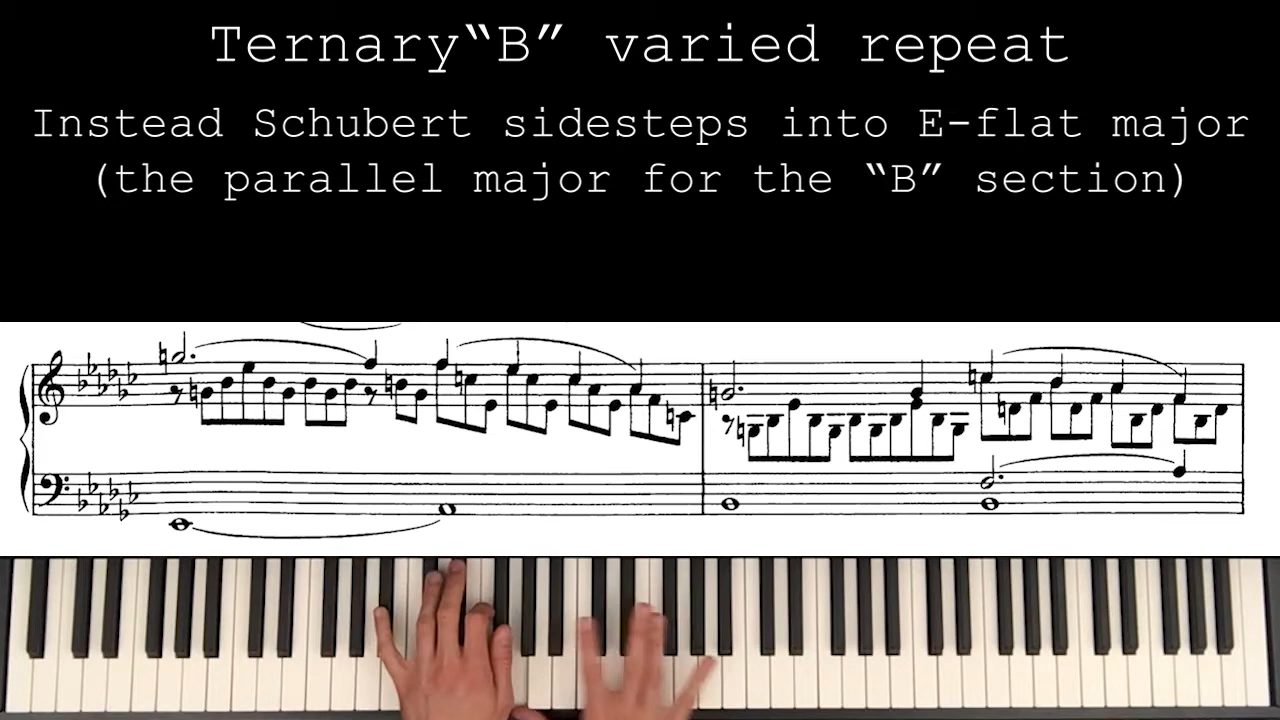 Ternary“B” varied repeat
Instead Schubert sidesteps into E-flat major
(the parallel major for the “B” section)